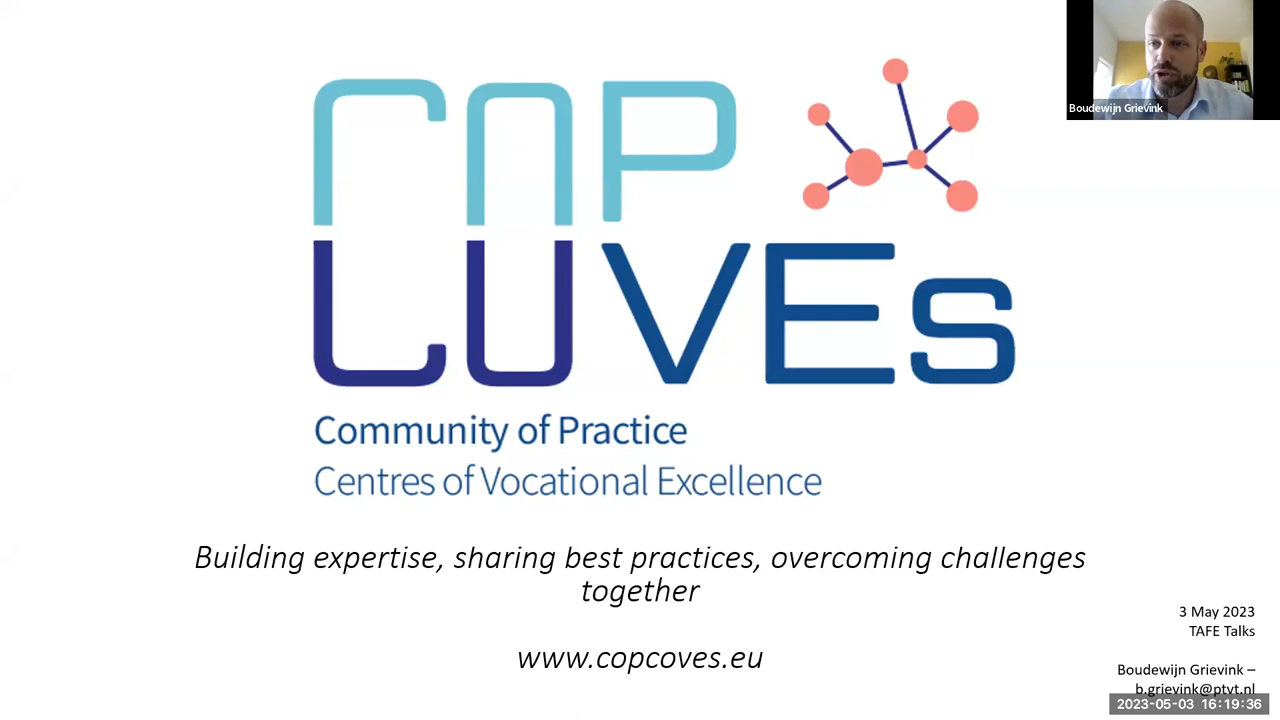 COP
COVEs
Community of Practice
Centres of Vocational Excellence
Building expertise, sharing best practices, overcoming challenges
together
www.copcoves.eu
Boudewijn Grievink
3 May 2023
TAFE Talks
Boudewijn Grievink –
b.grievink@ptvt.nl
2023-05-03 16:19:36